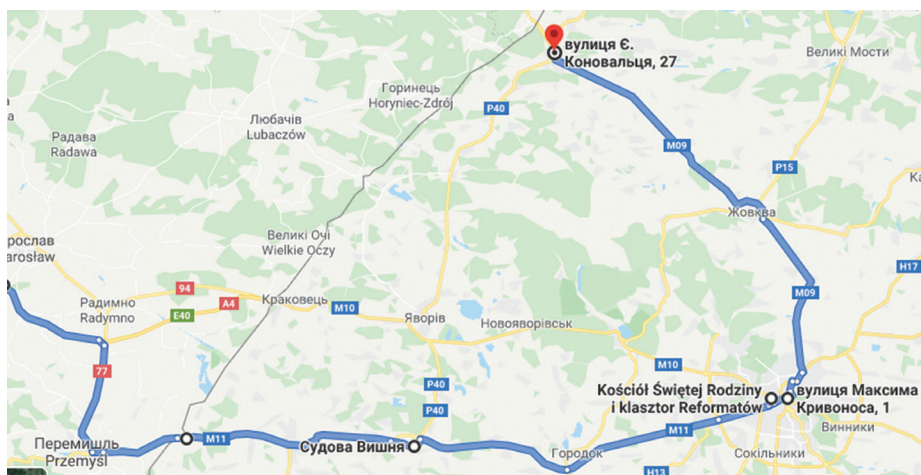 вулиця Є.
Коновальця, 27
ВЕЛИКІ МОСТИ
Горинець
Horyniec-Zdrój
P40
Любачів
Lubaczów
Радава
Radawa
M09
P15
Жовква
Великі Очі
Wielkie Oczy
рослав
arosław
H17
94
Радимно
Radymno
A4
E40
Краковець
M10
Яворів
Новояворівськ
M09
M10
77
P40
Kościół Świętej Rodziny
i klasztor Reformatów
вулиця Максима
Кривоноса, 1
P40
Перемишль
Przemyśl
M11
Судова Вишня
M11
Винники
Городок
Сокільники
H13